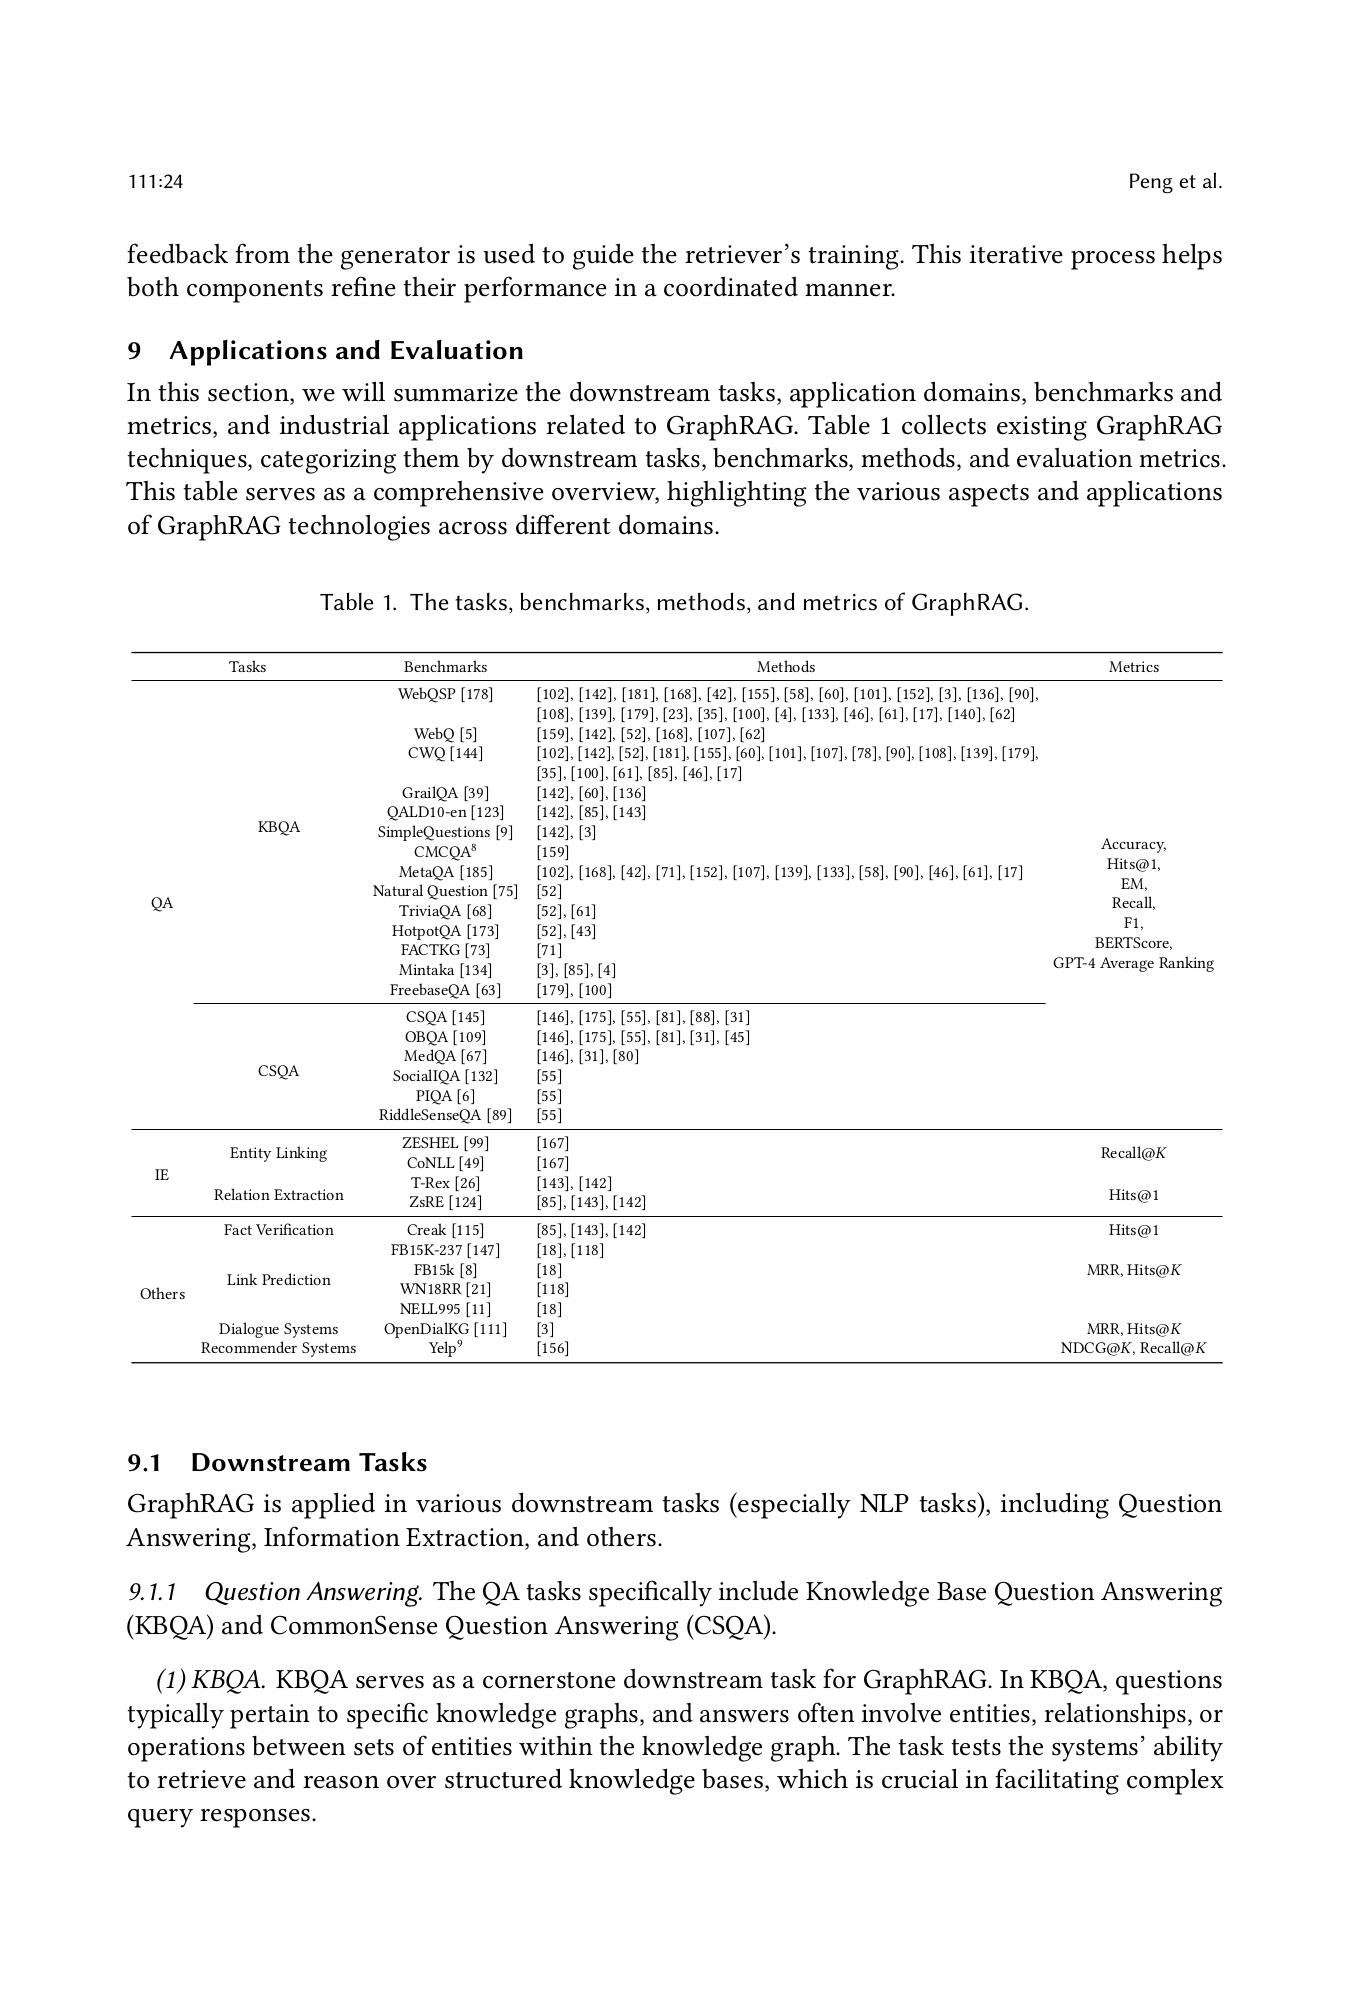 111:24 Peng et al.
feedback from the generator is used to guide the retriever's training. This iterative process helps
both components refine their performance in a coordinated manner.
9 Applications and Evaluation
In this section, we will summarize the downstream tasks, application domains, benchmarks and
metrics, and industrial applications related to GraphRAG. Table 1 collects existing GraphRAG
techniques, categorizing them by downstream tasks, benchmarks, methods, and evaluation metrics.
This table serves as a comprehensive overview, highlighting the various aspects and applications
of GraphRAG technologies across different domains.
Table 1. The tasks, benchmarks, methods, and metrics of GraphRAG.
Tasks Benchmarks Methods Metrics
WebQSP [178] [102], [142], [181], [168], [42], [155], [58], [60], [101], [152], [3], [136], [90],
[108], [139], [179], [23], [35], [100], [4], [133], [46], [61], [17], [140], [62]
WebQ [5] [159], [142], [52], [168], [107], [62]
CWQ [144] [102], [142], [52], [181], [155], [60], [101], [107], [78], [90], [108], [139], [179],
[35], [100], [61], [85], [46], [17]
GrailQA [39] [142], [60], [136]
QALD10-en [123] [142], [85], [143]
KBQA
SimpleQuestions [9] [142], [3]
Accuracy,
CMCQA⁸ [159]
Hits@1,
MetaQA [185] [102], [168], [42], [71], [152], [107], [139], [133], [58], [90], [46], [61], [17]
EM,
Natural Question [75] [52]
QA
Recall,
TriviaQA [68] [52], [61]
F1,
HotpotQA [173] [52], [43]
BERTScore,
FACTKG [73] [71]
GPT-4 Average Ranking
Mintaka [134] [3], [85], [4]
FreebaseQA [63] [179], [100]
CSQA [145] [146], [175], [55], [81], [88], [31]
OBQA [109] [146], [175], [55], [81], [31], [45]
MedQA [67] [146], [31], [80]
CSQA
SocialIQA [132] [55]
PIQA [6] [55]
RiddleSenseQA [89] [55]
ZESHEL [99] [167]
Entity Linking Recall@K
CoNLL [49] [167]
IE
T-Rex [26] [143], [142]
Relation Extraction Hits@1
ZsRE [124] [85], [143], [142]
Fact Verification Creak [115] [85], [143], [142] Hits@1
FB15K-237 [147] [18], [118]
FB15k [8] [18] MRR, Hits@K
Link Prediction
WN18RR [21] [118]
Others
NELL995 [11] [18]
Dialogue Systems OpenDialKG [111] [3] MRR, Hits@K
Recommender Systems Yelp⁹ [156] NDCG@K, Recall@K
9.1 Downstream Tasks
GraphRAG is applied in various downstream tasks (especially NLP tasks), including Question
Answering, Information Extraction, and others.
9.1.1 Question Answering. The QA tasks specifically include Knowledge Base Question Answering
(KBQA) and CommonSense Question Answering (CSQA).
(1) KBQA. KBQA serves as a cornerstone downstream task for GraphRAG. In KBQA, questions
typically pertain to specific knowledge graphs, and answers often involve entities, relationships, or
operations between sets of entities within the knowledge graph. The task tests the systems' ability
to retrieve and reason over structured knowledge bases, which is crucial in facilitating complex
query responses.